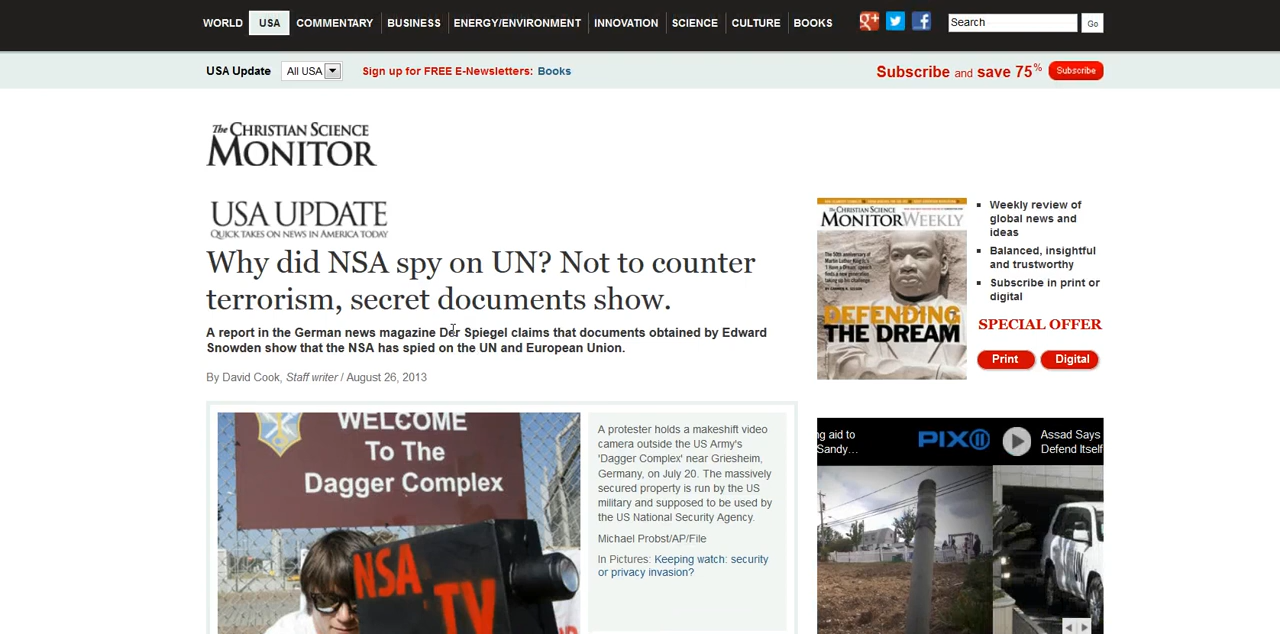 WORLD USA COMMENTARY BUSINESS ENERGY/ENVIRONMENT INNOVATION SCIENCE CULTURE BOOKS Search Go
USA Update All USA Sign up for FREE E-Newsletters: Books Subscribe and save 75% Subscribe
The CHRISTIAN SCIENCE
MONITOR
USA UPDATE
QUICK TAKES ON NEWS IN AMERICA TODAY
Why did NSA spy on UN? Not to counter
terrorism, secret documents show.
A report in the German news magazine Der Spiegel claims that documents obtained by Edward
Snowden show that the NSA has spied on the UN and European Union.
By David Cook, Staff writer / August 26, 2013
WELCOME
To The
Dagger Complex
NSA
TV
A protester holds a makeshift video
camera outside the US Army's
'Dagger Complex' near Griesheim,
Germany, on July 20. The massively
secured property is run by the US
military and supposed to be used by
the US National Security Agency.
Michael Probst/AP/File
In Pictures: Keeping watch: security
or privacy invasion?
The CHRISTIAN SCIENCE
MONITOR WEEKLY
DEFENDING
THE DREAM
Weekly review of
global news and
ideas
Balanced, insightful
and trustworthy
Subscribe in print or
digital
SPECIAL OFFER
Print Digital
ng aid to
Sandy…
PIX11
Assad Says
Defend Itself